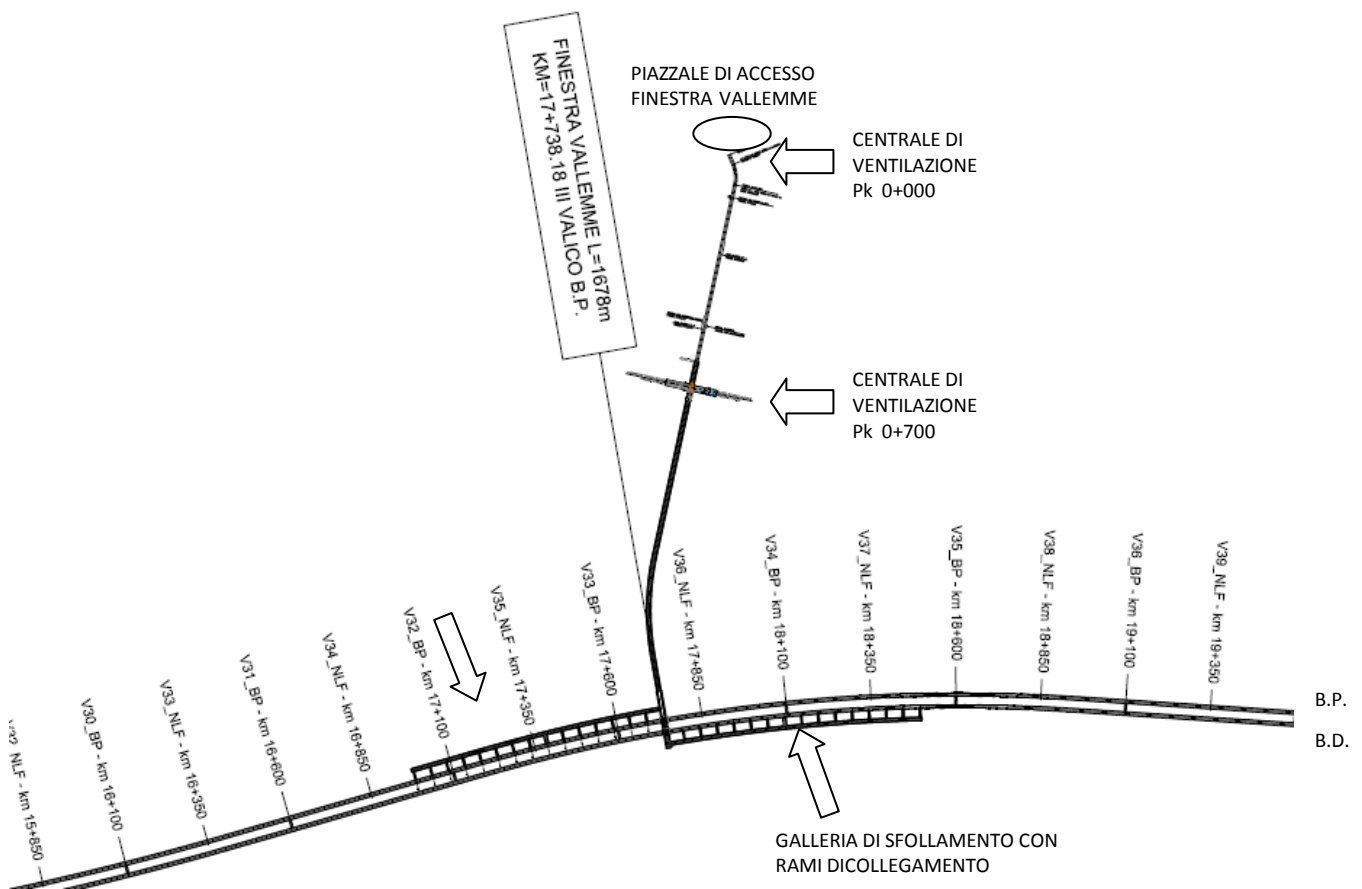 FINESTRA VALLEMME L=1678m
KM=17+738.18 III VALICO B.P.
PIAZZALE DI ACCESSO
FINESTRA VALLEMME
CENTRALE DI
VENTILAZIONE
Pk 0+000
CENTRALE DI
VENTILAZIONE
Pk 0+700
NLF - km 15+850
V30_BP - km 16+100
V33_NLF - km 16+350
V31_BP - km 16+600
V34_NLF - km 16+850
V32_BP - km 17+100
V35_NLF - km 17+350
V33_BP - km 17+600
V36_NLF - km 17+850
V34_BP - km 18+100
V37_NLF - km 18+350
V35_BP - km 18+600
V38_NLF - km 18+850
V36_BP - km 19+100
V39_NLF - km 19+350
B.P.
B.D.
GALLERIA DI SFOLLAMENTO CON
RAMI DICOLLEGAMENTO